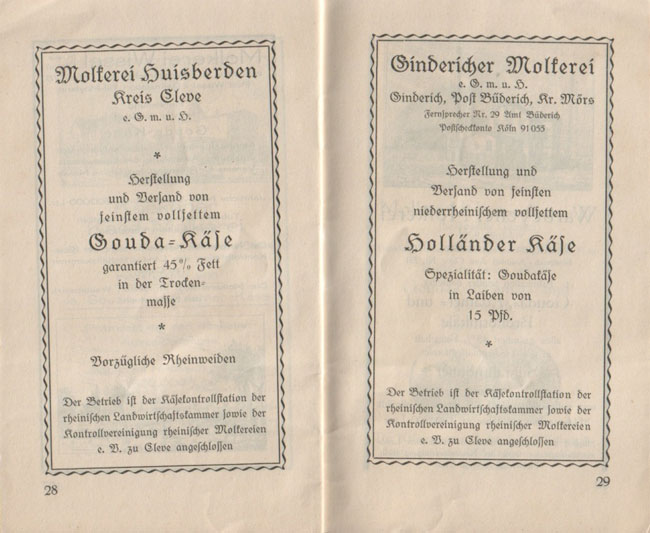 Molkerei Huisberden
Kreis Cleve
e. G. m. u. H.
*
Herstellung
und Versand von
feinstem vollfettem
Gouda-Käse
garantiert 45% Fett
in der Trocken-
masse
*
Vorzügliche Rheinweiden
Der Betrieb ist der Käsekontrollstation der
rheinischen Landwirtschaftskammer sowie der
Kontrollvereinigung rheinischer Molkereien
e. V. zu Cleve angeschlossen
28
Gindericher Molkerei
e. G. m. u. H.
Ginderich, Post Büderich, Kr. Mörs
Fernsprecher Nr. 29 Amt Büderich
Postscheckkonto Köln 91055
Herstellung und
Versand von feinsten
niederrheinischem vollfettem
Holländer Käse
Spezialität: Goudakäse
in Laiben von
15 Pfd.
*
Der Betrieb ist der Käsekontrollstation der
rheinischen Landwirtschaftskammer sowie der
Kontrollvereinigung rheinischer Molkereien
e. V. zu Cleve angeschlossen
29